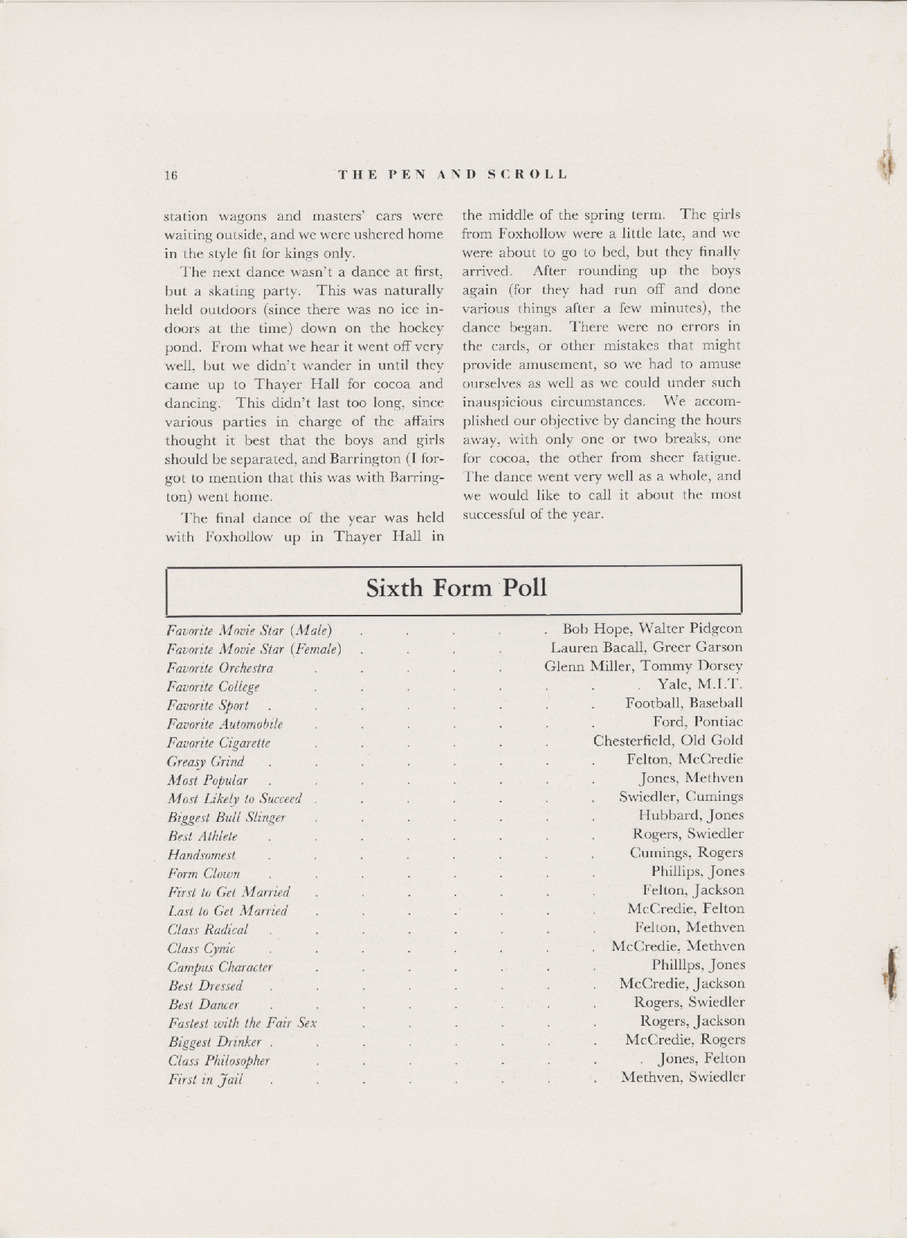 16
THE PEN AND SCROLL
station wagons and masters' cars were
waiting outside, and we were ushered home
in the style fit for kings only.
The next dance wasn't a dance at first,
but a skating party. This was naturally
held outdoors (since there was no ice in-
doors at the time) down on the hockey
pond. From what we hear it went off very
well, but we didn't wander in until they
came up to Thayer Hall for cocoa and
dancing. This didn't last too long, since
various parties in charge of the affairs
thought it best that the boys and girls
should be separated, and Barrington (I for-
got to mention that this was with Barring-
ton) went home.
The final dance of the year was held
with Foxhollow up in Thayer Hall in
the middle of the spring term. The girls
from Foxhollow were a little late, and we
were about to go to bed, but they finally
arrived. After rounding up the boys
again (for they had run off and done
various things after a few minutes), the
dance began. There were no errors in
the cards, or other mistakes that might
provide amusement, so we had to amuse
ourselves as well as we could under such
inauspicious circumstances. We accom-
plished our objective by dancing the hours
away, with only one or two breaks, one
for cocoa, the other from sheer fatigue.
The dance went very well as a whole, and
we would like to call it about the most
successful of the year.
Sixth Form Poll
Favorite Movie Star (Male) . . . . . Bob Hope, Walter Pidgeon
Favorite Movie Star (Female) . . . . Lauren Bacall, Greer Garson
Favorite Orchestra . . . . . Glenn Miller, Tommy Dorsey
Favorite College . . . . . . . . Yale, M.I.T.
Favorite Sport . . . . . . . . Football, Baseball
Favorite Automobile . . . . . . . Ford, Pontiac
Favorite Cigarette . . . . . . Chesterfield, Old Gold
Greasy Grind . . . . . . . . Felton, McCredie
Most Popular . . . . . . . . Jones, Methven
Most Likely to Succeed . . . . . . . Swiedler, Cumings
Biggest Bull Slinger . . . . . . . Hubbard, Jones
Best Athlete . . . . . . . . Rogers, Swiedler
Handsomest . . . . . . . . Cumings, Rogers
Form Clown . . . . . . . . Phillips, Jones
First to Get Married . . . . . . . Felton, Jackson
Last to Get Married . . . . . . . McCredie, Felton
Class Radical . . . . . . . . Felton, Methven
Class Cynic . . . . . . . . McCredie, Methven
Campus Character . . . . . . . Philllps, Jones
Best Dressed . . . . . . . . McCredie, Jackson
Best Dancer . . . . . . . . Rogers, Swiedler
Fastest with the Fair Sex . . . . . . Rogers, Jackson
Biggest Drinker . . . . . . . . McCredie, Rogers
Class Philosopher . . . . . . . . Jones, Felton
First in Jail . . . . . . . . Methven, Swiedler